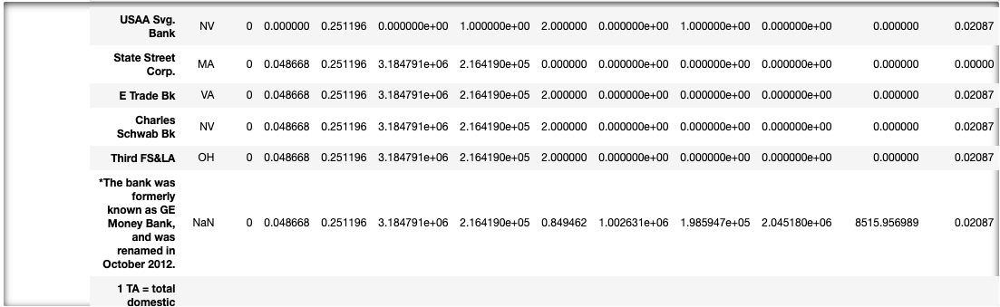 USAA Svg.
Bank NV 0 0.000000 0.251196 0.000000e+00 1.000000e+00 2.000000 0.000000e+00 1.000000e+00 0.000000e+00 0.000000 0.02087
State Street
Corp. MA 0 0.048668 0.251196 3.184791e+06 2.164190e+05 0.000000 0.000000e+00 0.000000e+00 0.000000e+00 0.000000 0.00000
E Trade Bk VA 0 0.048668 0.251196 3.184791e+06 2.164190e+05 2.000000 0.000000e+00 0.000000e+00 0.000000e+00 0.000000 0.02087
Charles
Schwab Bk NV 0 0.048668 0.251196 3.184791e+06 2.164190e+05 2.000000 0.000000e+00 0.000000e+00 0.000000e+00 0.000000 0.02087
Third FS&LA OH 0 0.048668 0.251196 3.184791e+06 2.164190e+05 2.000000 0.000000e+00 0.000000e+00 0.000000e+00 0.000000 0.02087
*The bank was
formerly
known as GE
Money Bank, NaN 0 0.048668 0.251196 3.184791e+06 2.164190e+05 0.849462 1.002631e+06 1.985947e+05 2.045180e+06 8515.956989 0.02087
and was
renamed in
October 2012.
1 TA = total
domestic